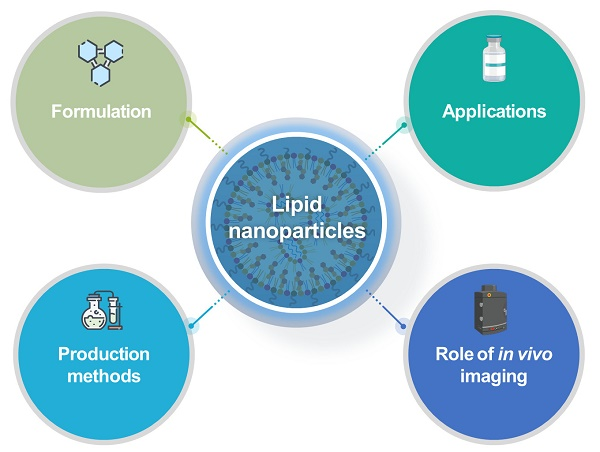 Formulation
Applications
Lipid
nanoparticles
Production
methods
Role of in vivo
imaging